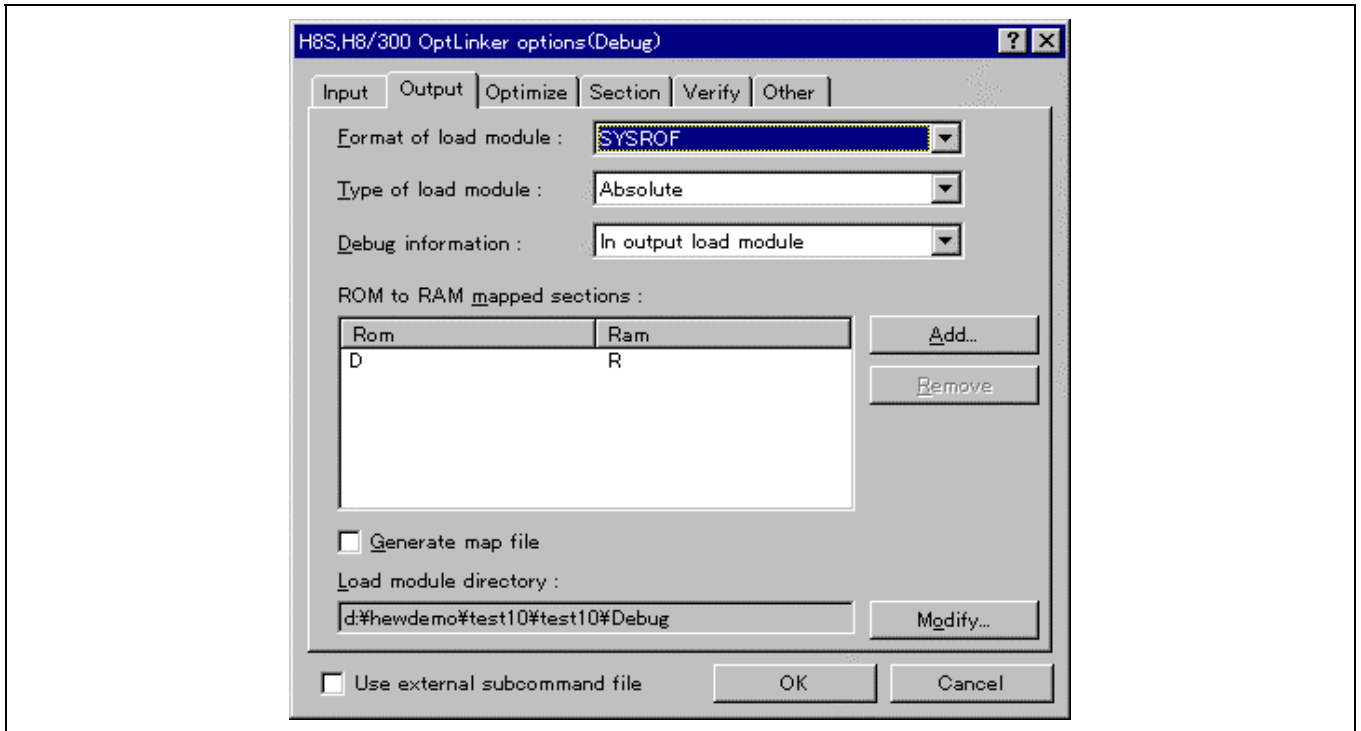 H8S,H8/300 OptLinker options(Debug)
Input Output Optimize Section Verify Other
Format of load module : SYSROF
Type of load module : Absolute
Debug information : In output load module
ROM to RAM mapped sections :
Rom Ram Add...
D R
Remove
Generate map file
Load module directory :
d:¥hewdemo¥test10¥test10¥Debug Modify...
Use external subcommand file OK Cancel